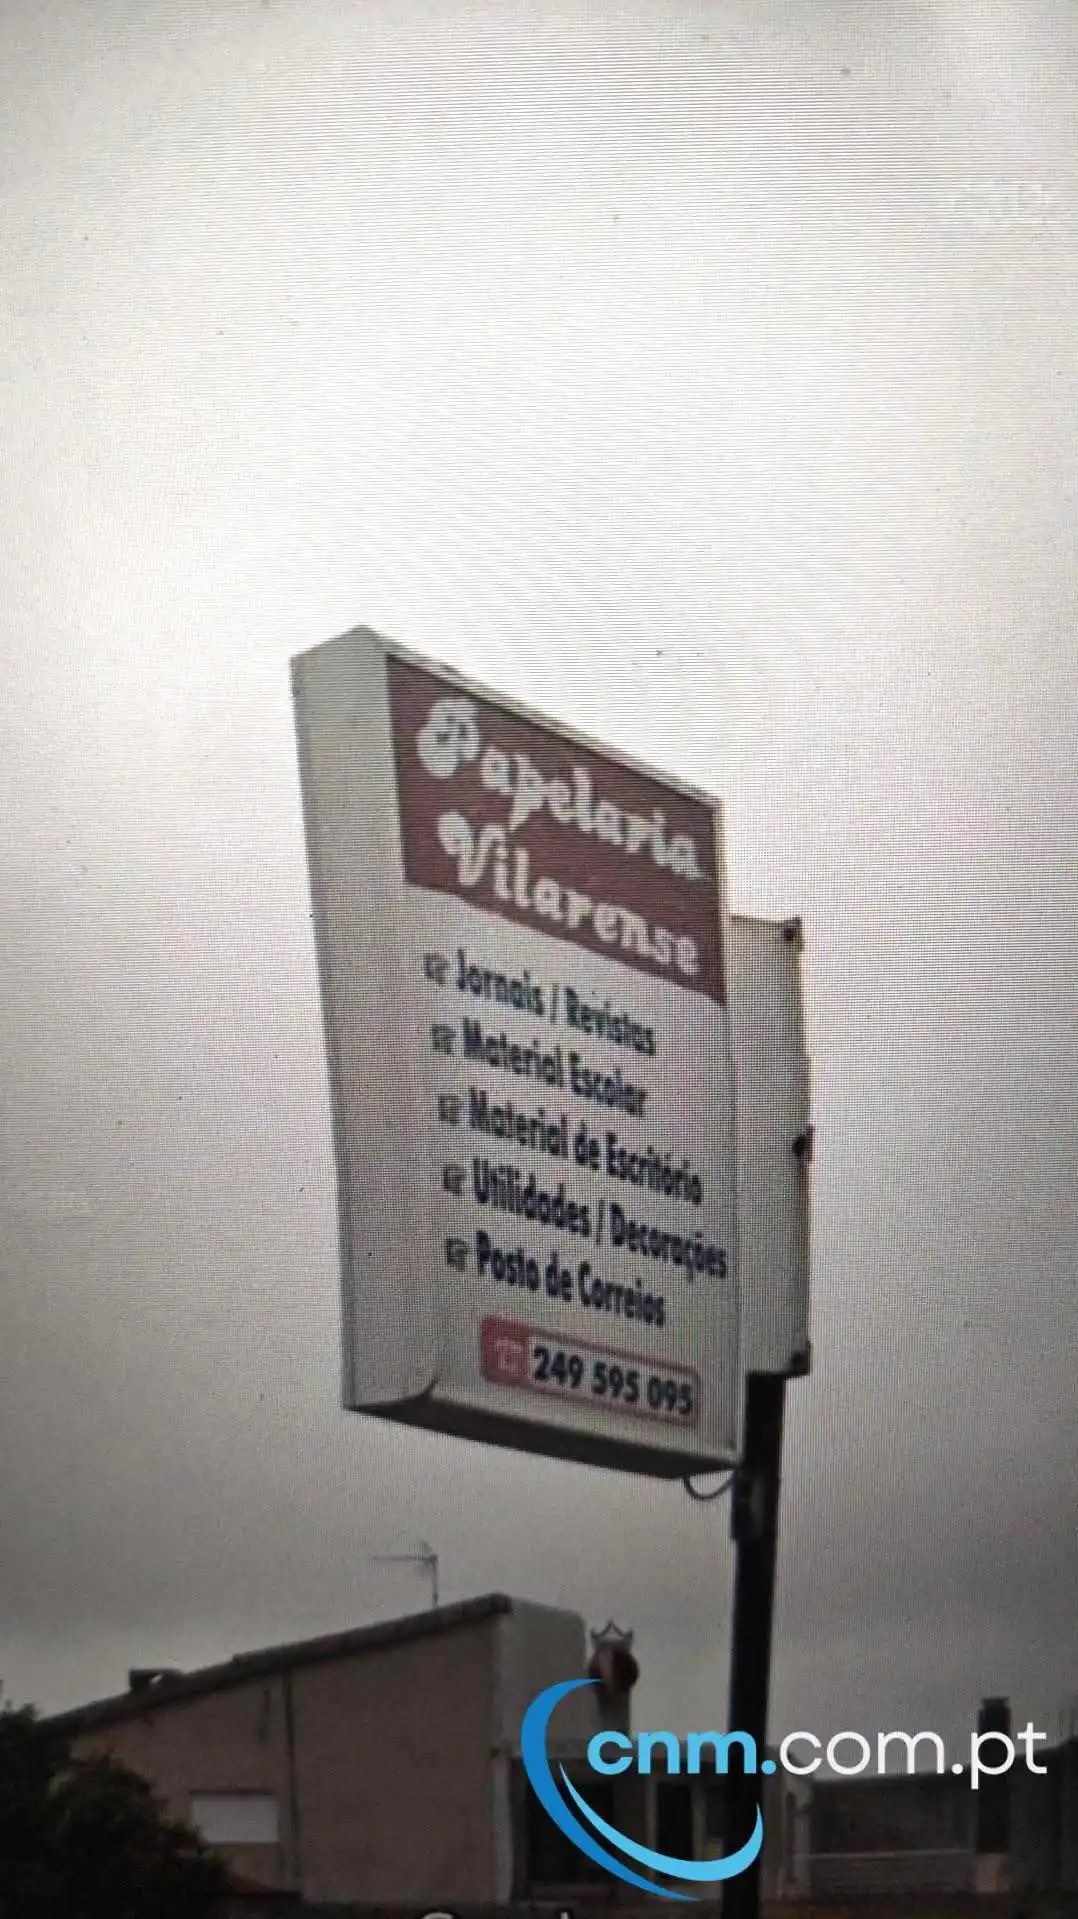 Papelaria
Vilarense
☞ Jornais / Revistas
☞ Material Escolar
☞ Material de Escritório
☞ Utilidades / Decorações
☞ Posto de Correios
☎ 249 595 095
cnm.com.pt